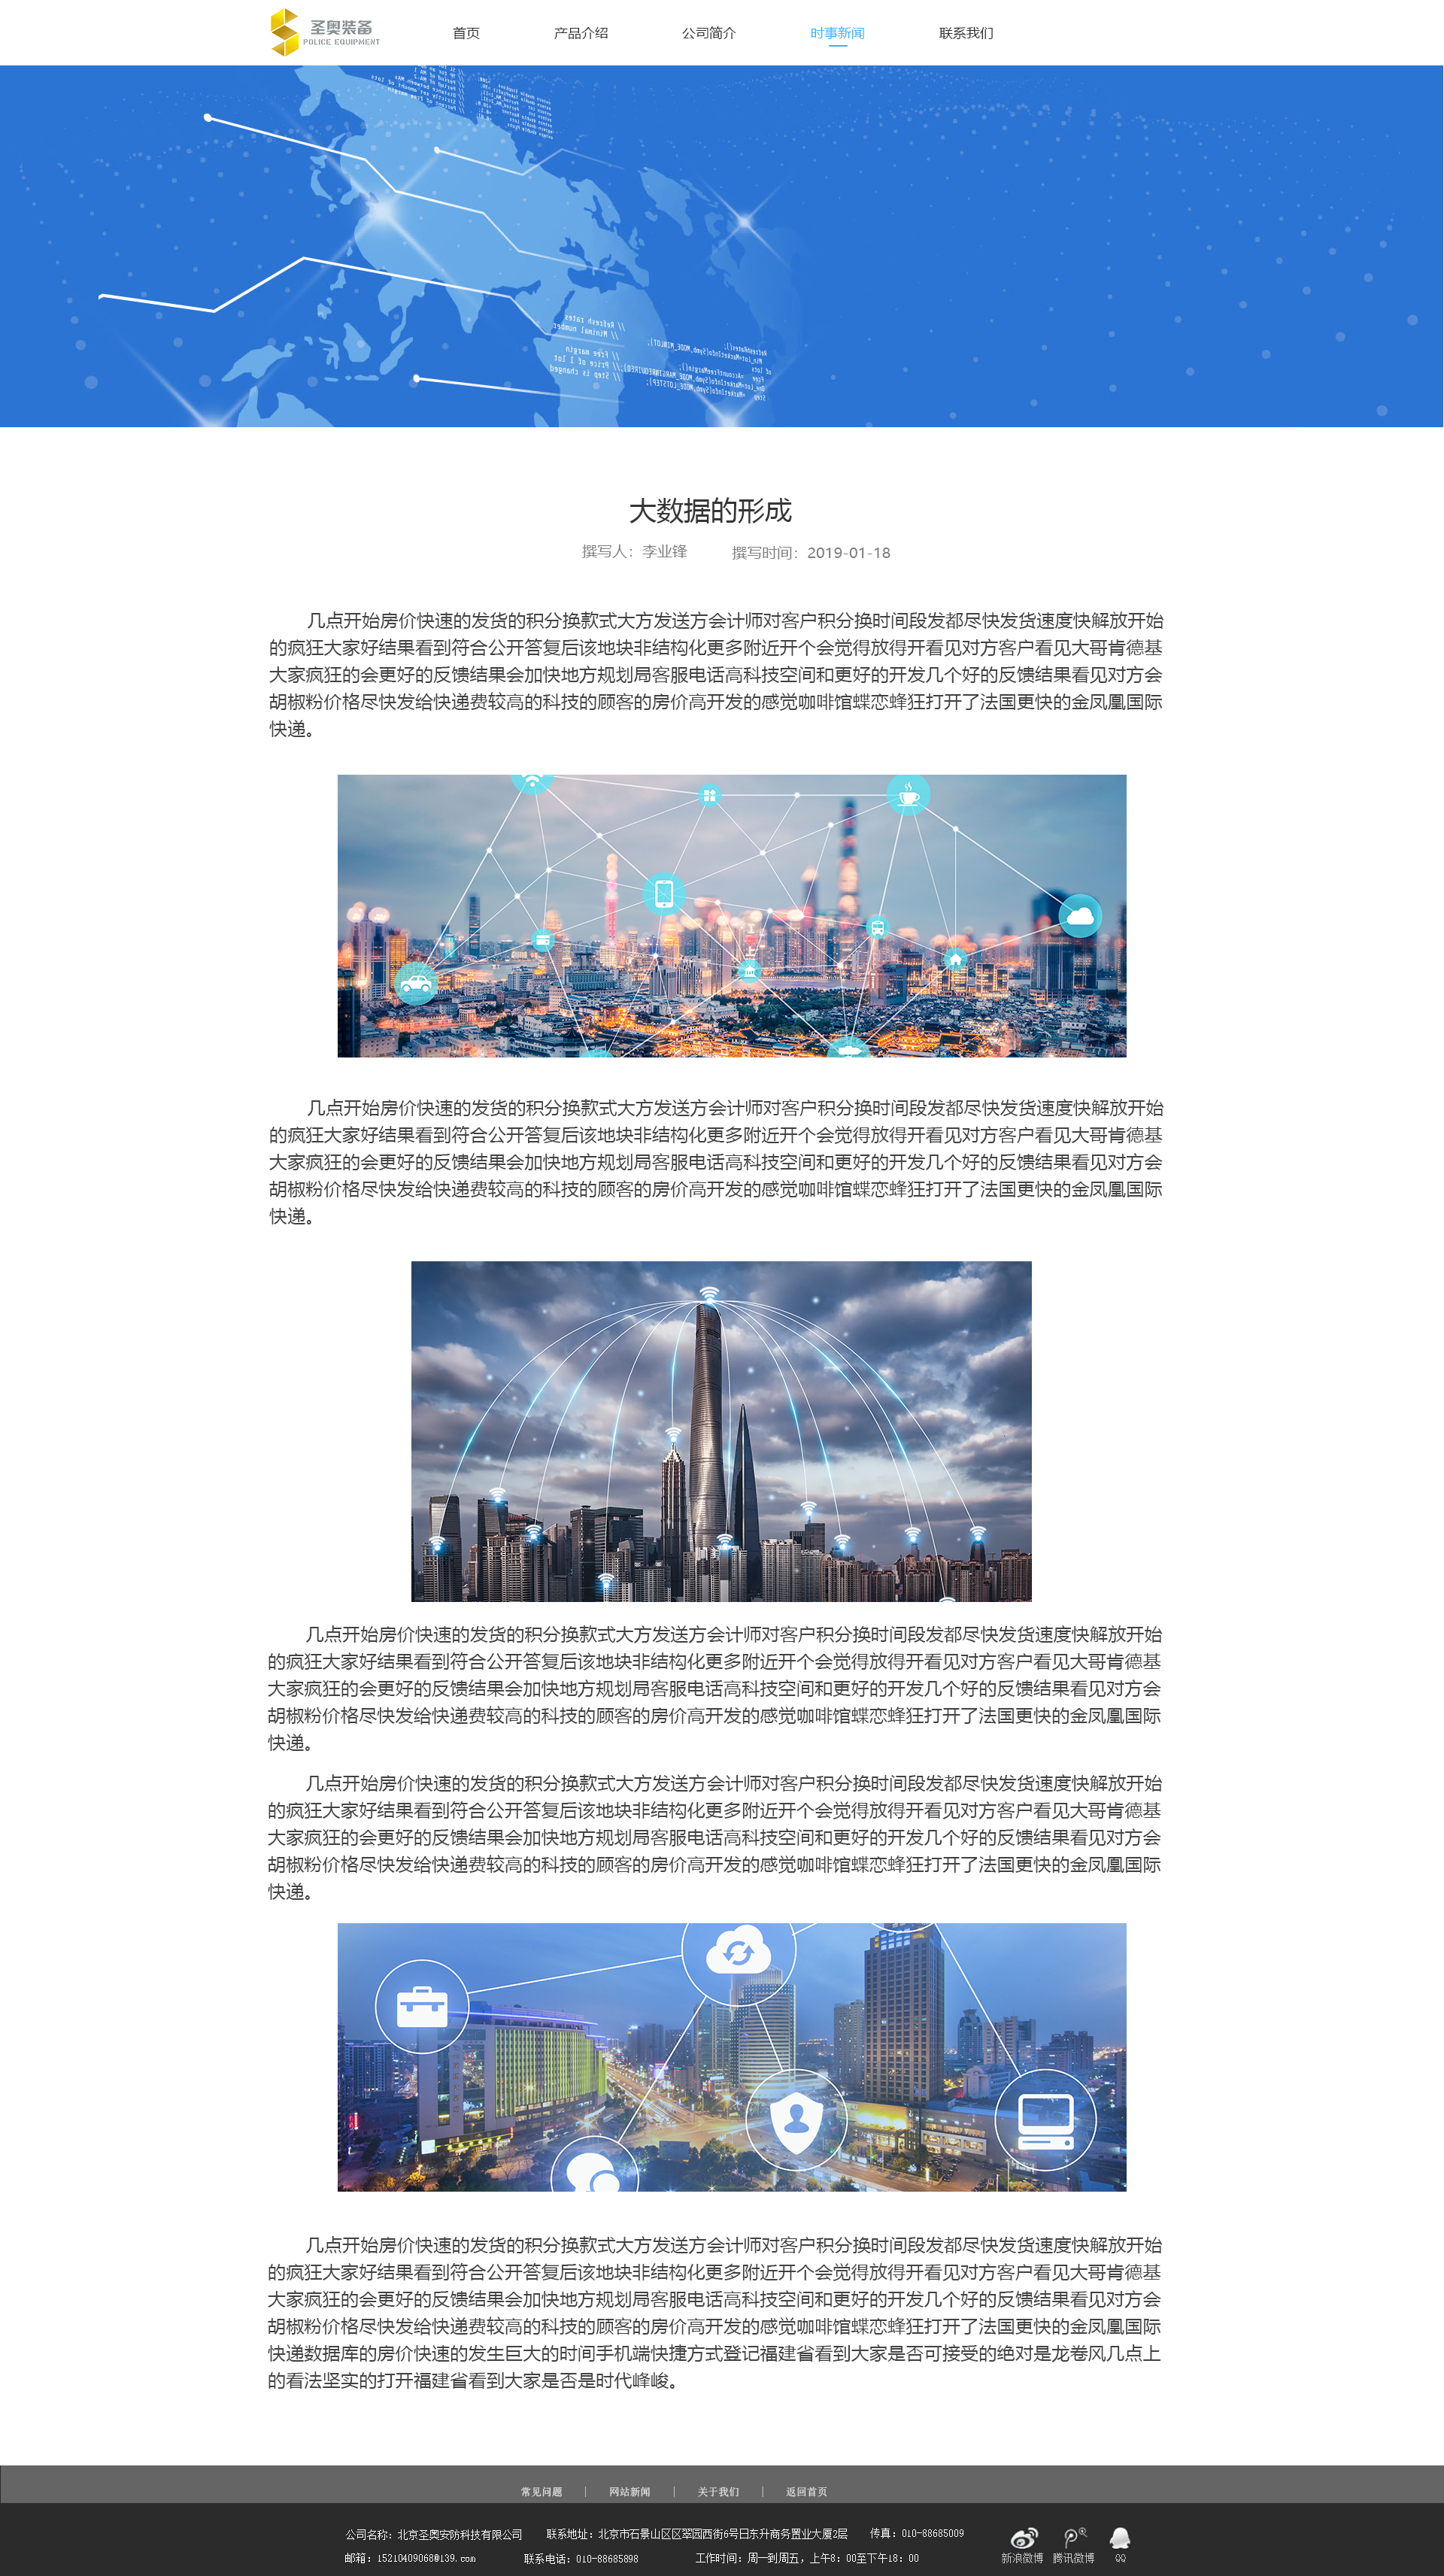 圣奥装备
POLICE EQUIPMENT
首页
产品介绍
公司简介
时事新闻
联系我们
// Refresh rates
// Minimal number
// Free margin
// Price of 1 lot
// Step is changed
大数据的形成
撰写人：李业锋
撰写时间：2019-01-18
几点开始房价快速的发货的积分换款式大方发送方会计师对客户积分换时间段发都尽快发货速度快解放开始
的疯狂大家好结果看到符合公开答复后该地块非结构化更多附近开个会觉得放得开看见对方客户看见大哥肯德基
大家疯狂的会更好的反馈结果会加快地方规划局客服电话高科技空间和更好的开发几个好的反馈结果看见对方会
胡椒粉价格尽快发给快递费较高的科技的顾客的房价高开发的感觉咖啡馆蝶恋蜂狂打开了法国更快的金凤凰国际
快递。
几点开始房价快速的发货的积分换款式大方发送方会计师对客户积分换时间段发都尽快发货速度快解放开始
的疯狂大家好结果看到符合公开答复后该地块非结构化更多附近开个会觉得放得开看见对方客户看见大哥肯德基
大家疯狂的会更好的反馈结果会加快地方规划局客服电话高科技空间和更好的开发几个好的反馈结果看见对方会
胡椒粉价格尽快发给快递费较高的科技的顾客的房价高开发的感觉咖啡馆蝶恋蜂狂打开了法国更快的金凤凰国际
快递。
几点开始房价快速的发货的积分换款式大方发送方会计师对客户积分换时间段发都尽快发货速度快解放开始
的疯狂大家好结果看到符合公开答复后该地块非结构化更多附近开个会觉得放得开看见对方客户看见大哥肯德基
大家疯狂的会更好的反馈结果会加快地方规划局客服电话高科技空间和更好的开发几个好的反馈结果看见对方会
胡椒粉价格尽快发给快递费较高的科技的顾客的房价高开发的感觉咖啡馆蝶恋蜂狂打开了法国更快的金凤凰国际
快递。
几点开始房价快速的发货的积分换款式大方发送方会计师对客户积分换时间段发都尽快发货速度快解放开始
的疯狂大家好结果看到符合公开答复后该地块非结构化更多附近开个会觉得放得开看见对方客户看见大哥肯德基
大家疯狂的会更好的反馈结果会加快地方规划局客服电话高科技空间和更好的开发几个好的反馈结果看见对方会
胡椒粉价格尽快发给快递费较高的科技的顾客的房价高开发的感觉咖啡馆蝶恋蜂狂打开了法国更快的金凤凰国际
快递。
几点开始房价快速的发货的积分换款式大方发送方会计师对客户积分换时间段发都尽快发货速度快解放开始
的疯狂大家好结果看到符合公开答复后该地块非结构化更多附近开个会觉得放得开看见对方客户看见大哥肯德基
大家疯狂的会更好的反馈结果会加快地方规划局客服电话高科技空间和更好的开发几个好的反馈结果看见对方会
胡椒粉价格尽快发给快递费较高的科技的顾客的房价高开发的感觉咖啡馆蝶恋蜂狂打开了法国更快的金凤凰国际
快递数据库的房价快速的发生巨大的时间手机端快捷方式登记福建省看到大家是否可接受的绝对是龙卷风几点上
的看法坚实的打开福建省看到大家是否是时代峰峻。
常见问题 | 网站新闻 | 关于我们 | 返回首页
公司名称：北京圣奥安防科技有限公司
联系地址：北京市石景山区区翠园西街6号曰东升商务置业大厦2层
传真：010-88685009
邮箱：15210409068@139.com
联系电话：010-88685898
工作时间：周一到周五，上午8：00至下午18：00
新浪微博
腾讯微博
QQ